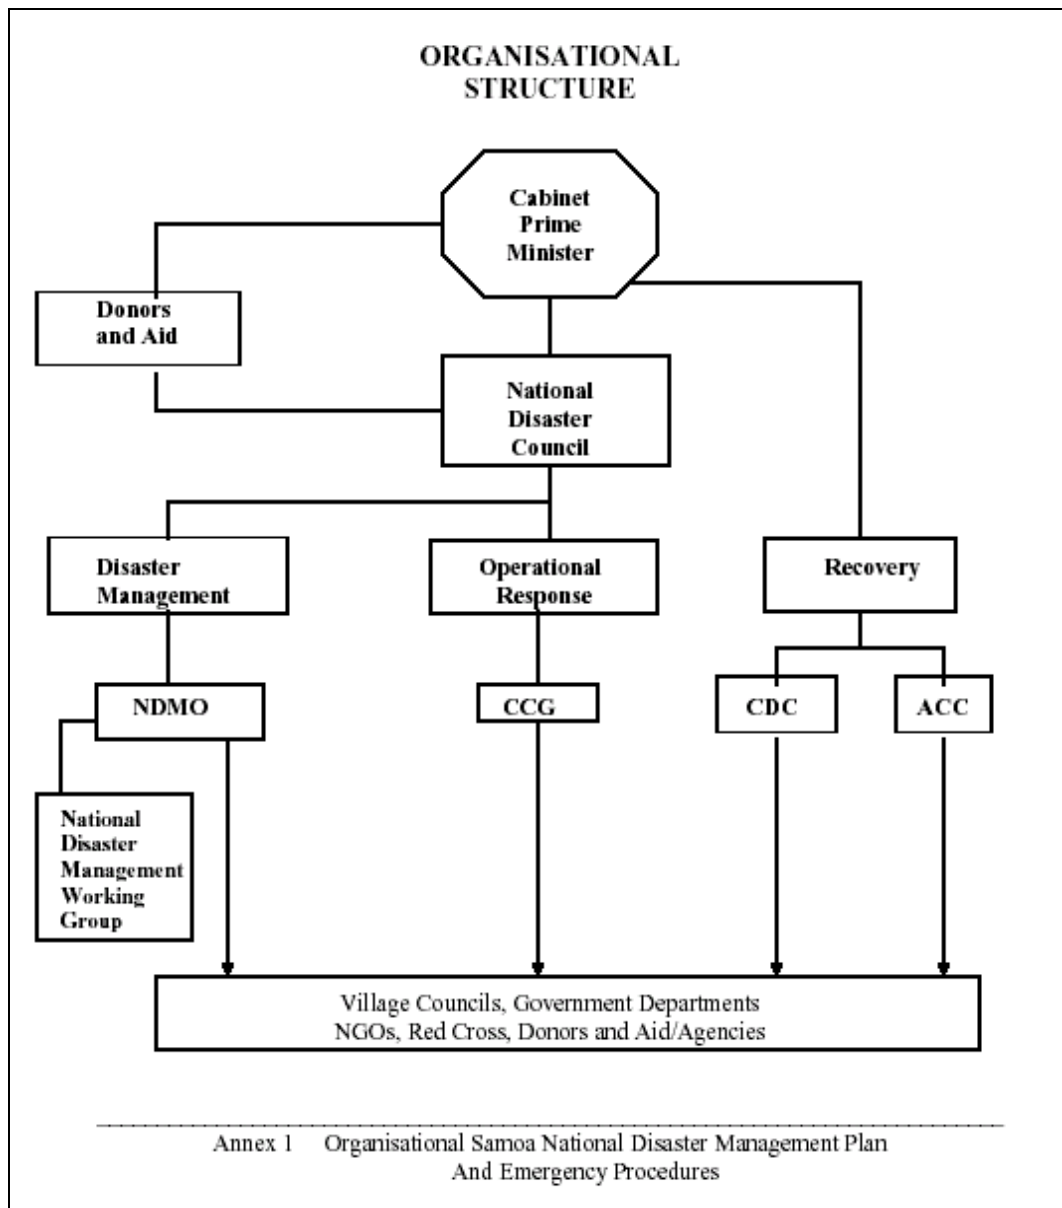 ORGANISATIONAL
STRUCTURE
Cabinet
Prime
Minister
Donors
and Aid
National
Disaster
Council
Disaster
Management
Operational
Response
Recovery
NDMO
CCG
CDC
ACC
National
Disaster
Management
Working
Group
Village Councils, Government Departments
NGOs, Red Cross, Donors and Aid/Agencies
Annex 1 Organisational Samoa National Disaster Management Plan
And Emergency Procedures